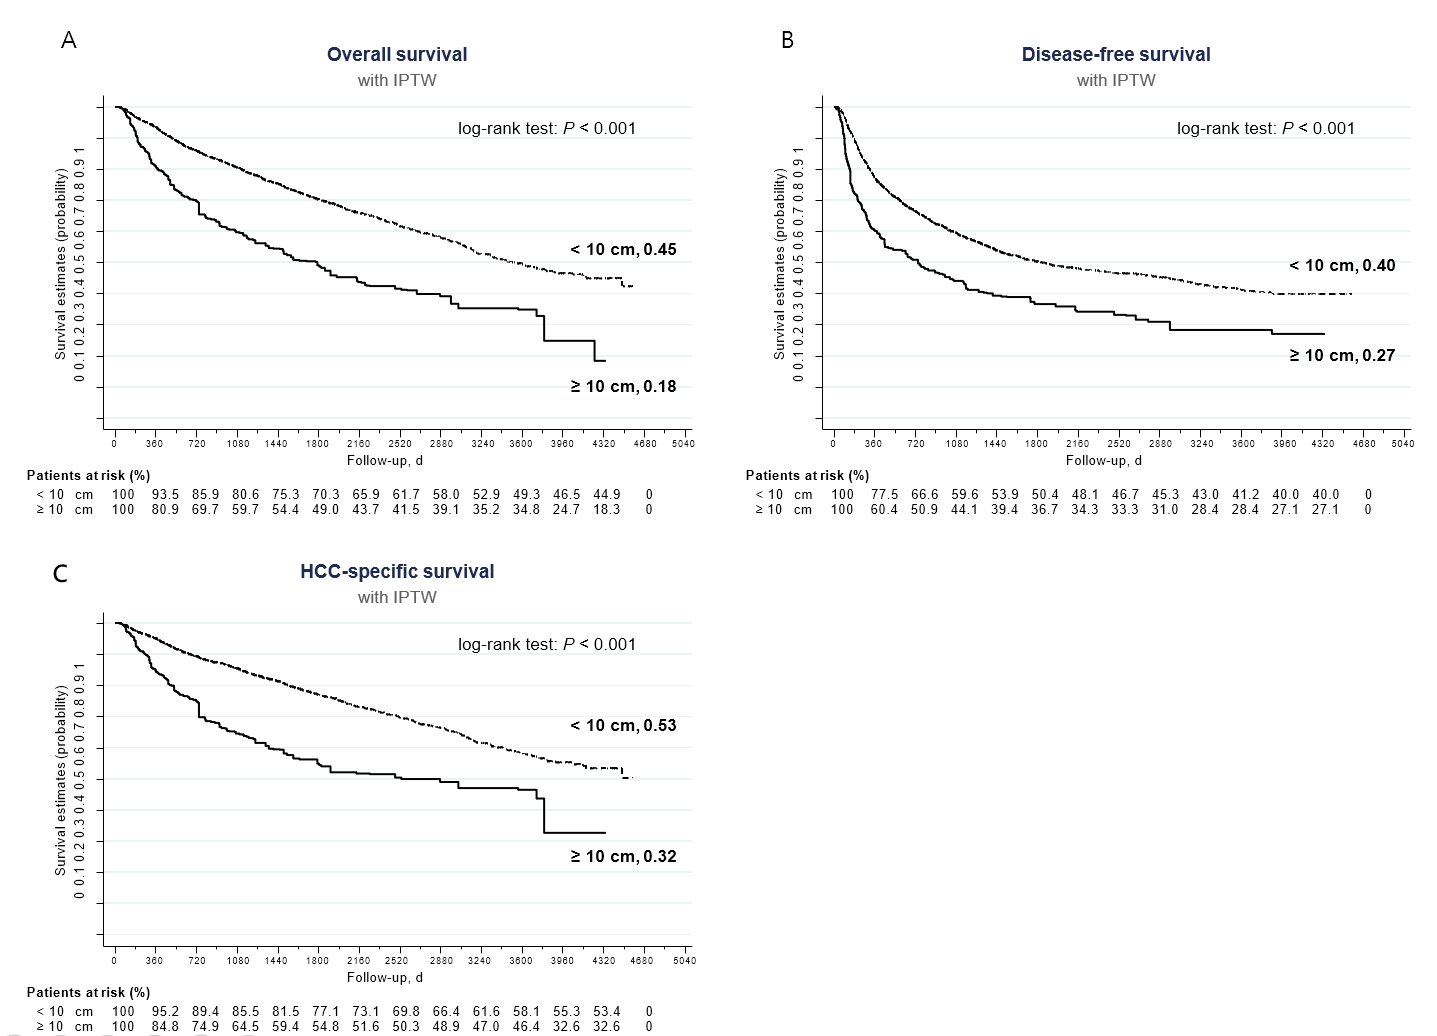 A
Overall survival
with IPTW
log-rank test: P < 0.001
Survival estimates (probability)
0 0.1 0.2 0.3 0.4 0.5 0.6 0.7 0.8 0.9 1
< 10 cm, 0.45
≥ 10 cm, 0.18
0 360 720 1080 1440 1800 2160 2520 2880 3240 3600 3960 4320 4680 5040
Follow-up, d
Patients at risk (%)
< 10 cm 100 93.5 85.9 80.6 75.3 70.3 65.9 61.7 58.0 52.9 49.3 46.5 44.9 0
≥ 10 cm 100 80.9 69.7 59.7 54.4 49.0 43.7 41.5 39.1 35.2 34.8 24.7 18.3 0
B
Disease-free survival
with IPTW
log-rank test: P < 0.001
Survival estimates (probability)
0 0.1 0.2 0.3 0.4 0.5 0.6 0.7 0.8 0.9 1
< 10 cm, 0.40
≥ 10 cm, 0.27
0 360 720 1080 1440 1800 2160 2520 2880 3240 3600 3960 4320 4680 5040
Follow-up, d
Patients at risk (%)
< 10 cm 100 77.5 66.6 59.6 53.9 50.4 48.1 46.7 45.3 43.0 41.2 40.0 40.0 0
≥ 10 cm 100 60.4 50.9 44.1 39.4 36.7 34.3 33.3 31.0 28.4 28.4 27.1 27.1 0
C
HCC-specific survival
with IPTW
log-rank test: P < 0.001
Survival estimates (probability)
0 0.1 0.2 0.3 0.4 0.5 0.6 0.7 0.8 0.9 1
< 10 cm, 0.53
≥ 10 cm, 0.32
0 360 720 1080 1440 1800 2160 2520 2880 3240 3600 3960 4320 4680 5040
Follow-up, d
Patients at risk (%)
< 10 cm 100 95.2 89.4 85.5 81.5 77.1 73.1 69.8 66.4 61.6 58.1 55.3 53.4 0
≥ 10 cm 100 84.8 74.9 64.5 59.4 54.8 51.6 50.3 48.9 47.0 46.4 32.6 32.6 0